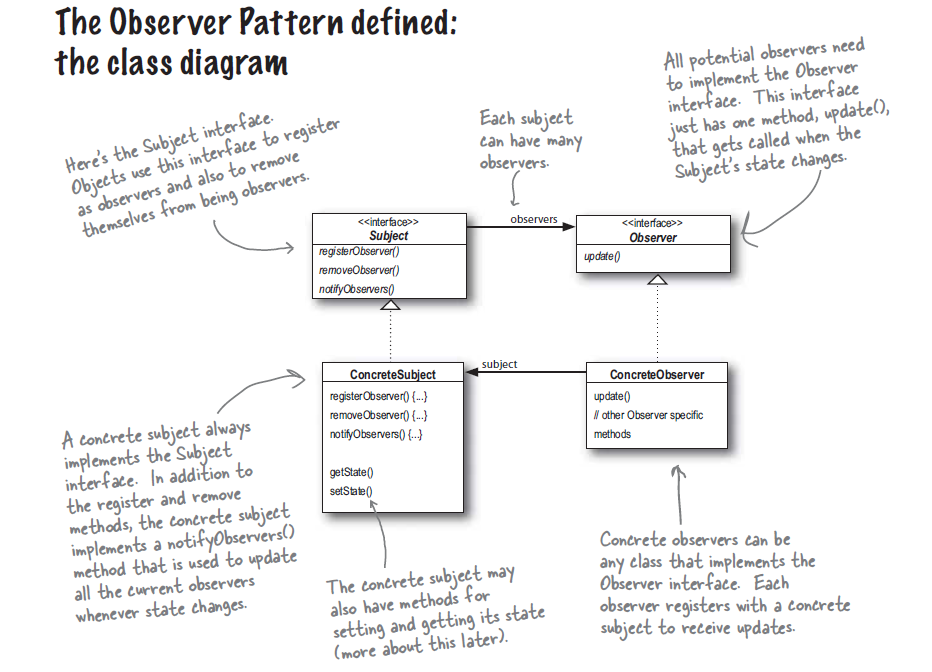 The Observer Pattern defined:
the class diagram
Here's the Subject interface.
Objects use this interface to register
as observers and also to remove
themselves from being observers.
Each subject
can have many
observers.
All potential observers need
to implement the Observer
interface. This interface
just has one method, update(),
that gets called when the
Subject's state changes.
<<interface>>
Subject
registerObserver()
removeObserver()
notifyObservers()
observers
<<interface>>
Observer
update()
ConcreteSubject
registerObserver() {...}
removeObserver() {...}
notifyObservers() {...}
getState()
setState()
subject
ConcreteObserver
update()
// other Observer specific
methods
A concrete subject always
implements the Subject
interface. In addition to
the register and remove
methods, the concrete subject
implements a notifyObservers()
method that is used to update
all the current observers
whenever state changes.
The concrete subject may
also have methods for
setting and getting its state
(more about this later).
Concrete observers can be
any class that implements the
Observer interface. Each
observer registers with a concrete
subject to receive updates.